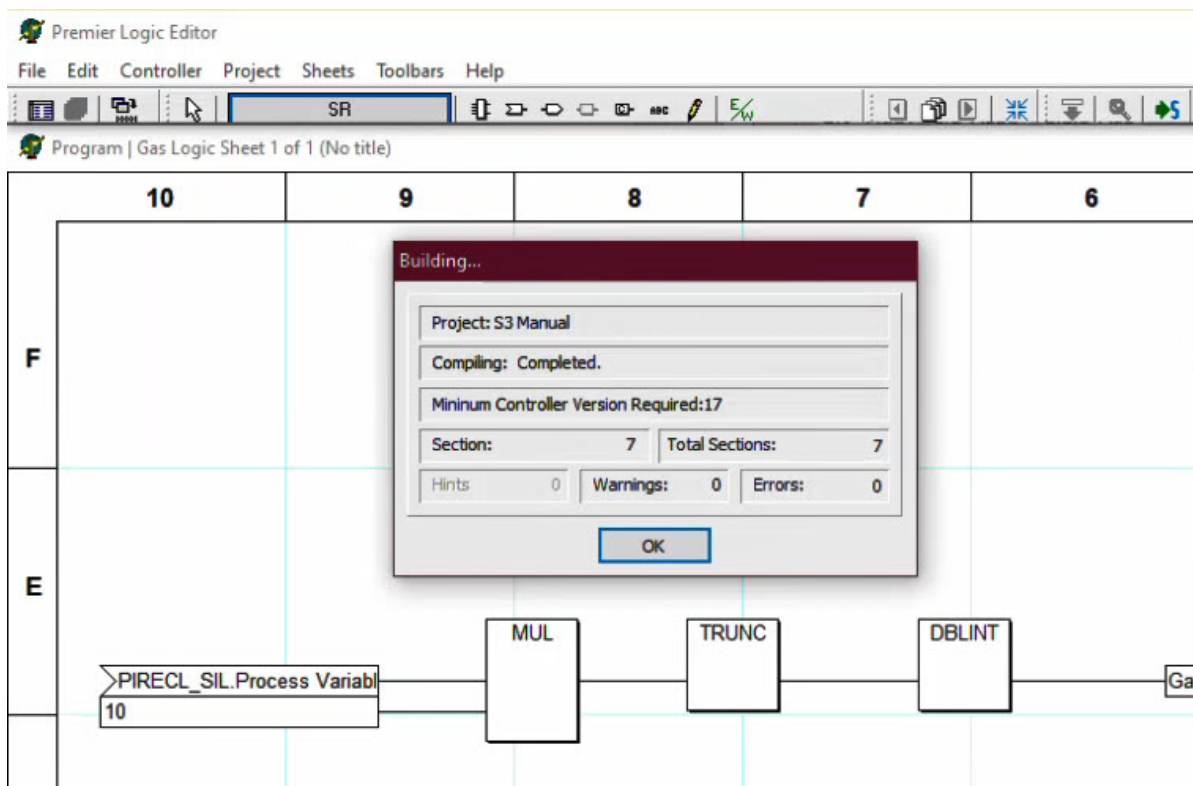 Premier Logic Editor
File Edit Controller Project Sheets Toolbars Help
SR ABC E/W S
Program | Gas Logic Sheet 1 of 1 (No title)
10 9 8 7 6
Building...
Project: S3 Manual
Compiling: Completed.
Mininum Controller Version Required:17
Section: 7 Total Sections: 7
Hints 0 Warnings: 0 Errors: 0
OK
F
E
MUL TRUNC DBLINT
PIRECL_SIL.Process Variabl
Ga
10